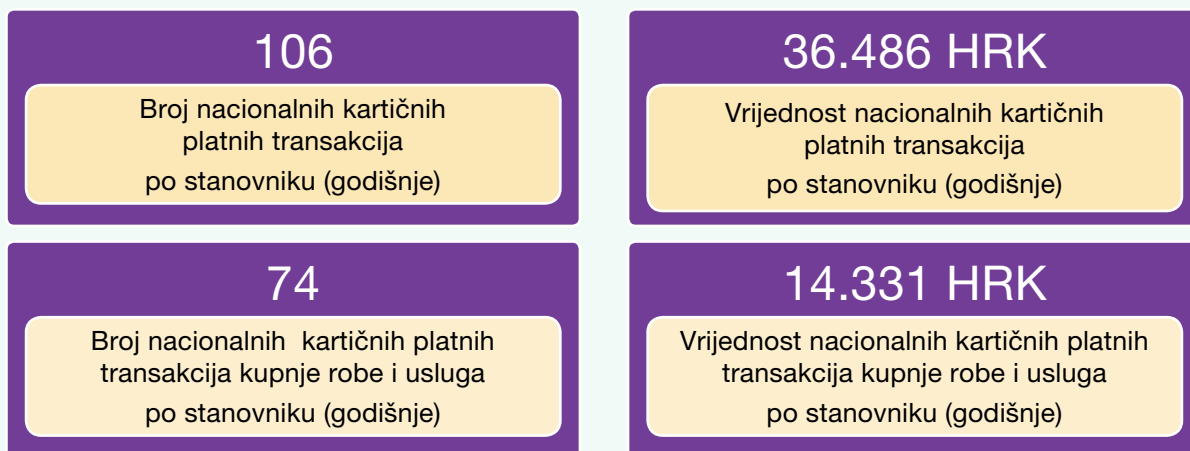 106
Broj nacionalnih kartičnih
platnih transakcija
po stanovniku (godišnje)
36.486 HRK
Vrijednost nacionalnih kartičnih
platnih transakcija
po stanovniku (godišnje)
74
Broj nacionalnih kartičnih platnih
transakcija kupnje robe i usluga
po stanovniku (godišnje)
14.331 HRK
Vrijednost nacionalnih kartičnih platnih
transakcija kupnje robe i usluga
po stanovniku (godišnje)